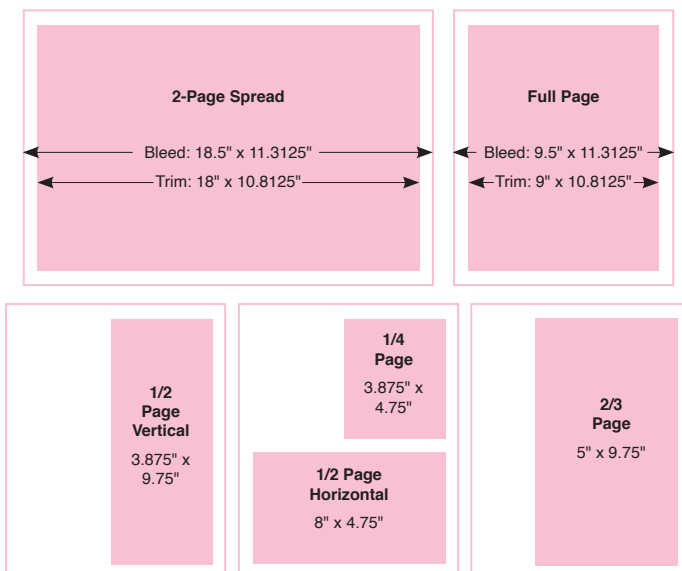 2-Page Spread
Bleed: 18.5" x 11.3125"
Trim: 18" x 10.8125"
Full Page
Bleed: 9.5" x 11.3125"
Trim: 9" x 10.8125"
1/2
Page
Vertical
3.875" x
9.75"
1/4
Page
3.875" x
4.75"
1/2 Page
Horizontal
8" x 4.75"
2/3
Page
5" x 9.75"